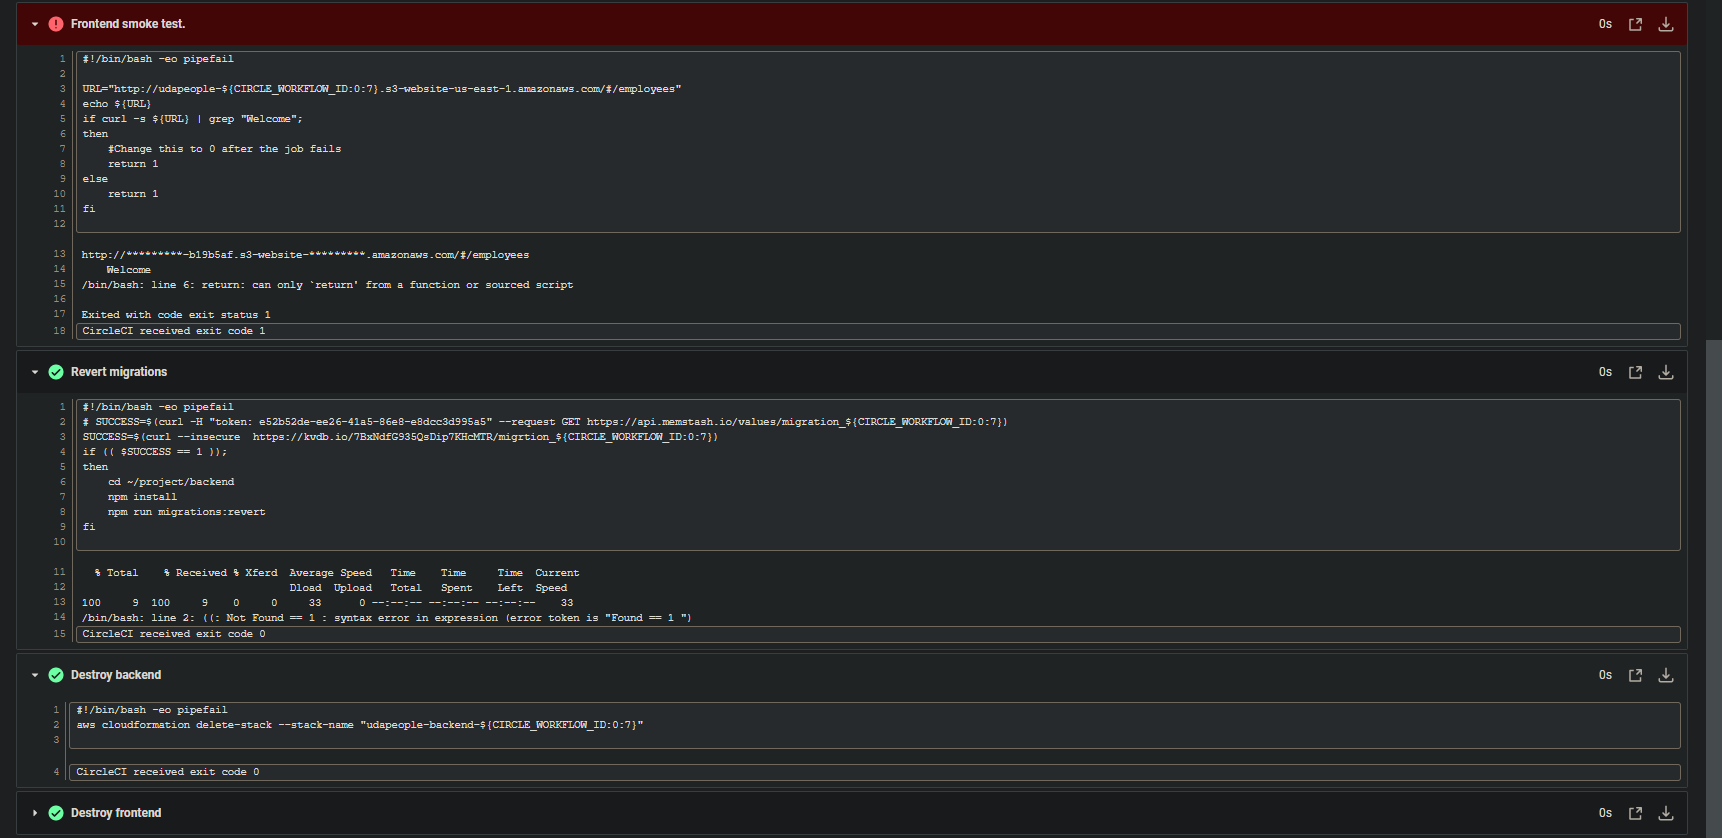 Frontend smoke test.
0s
1 #!/bin/bash -eo pipefail
2
3 URL="http://udapeople-${CIRCLE_WORKFLOW_ID:0:7}.s3-website-us-east-1.amazonaws.com/#/employees"
4 echo ${URL}
5 if curl -s ${URL} | grep "Welcome";
6 then
7 #Change this to 0 after the job fails
8 return 1
9 else
10 return 1
11 fi
12
13 http://*********-b19b5af.s3-website-*********.amazonaws.com/#/employees
14 Welcome
15 /bin/bash: line 6: return: can only `return' from a function or sourced script
16
17 Exited with code exit status 1
18 CircleCI received exit code 1
Revert migrations
0s
1 #!/bin/bash -eo pipefail
2 # SUCCESS=$(curl -H "token: e52b52de-ee26-41a5-86e8-e8dcc3d995a5" --request GET https://api.memstash.io/values/migration_${CIRCLE_WORKFLOW_ID:0:7})
3 SUCCESS=$(curl --insecure  https://kvdb.io/7BxNdfG935QsDip7KHcMTR/migrtion_${CIRCLE_WORKFLOW_ID:0:7})
4 if (( $SUCCESS == 1 ));
5 then
6 cd ~/project/backend
7 npm install
8 npm run migrations:revert
9 fi
10
11 % Total % Received % Xferd Average Speed Time Time Time Current
12 Dload Upload Total Spent Left Speed
13 100 9 100 9 0 0 33 0 --:--:-- --:--:-- --:--:-- 33
14 /bin/bash: line 2: ((: Not Found == 1 : syntax error in expression (error token is "Found == 1 ")
15 CircleCI received exit code 0
Destroy backend
0s
1 #!/bin/bash -eo pipefail
2 aws cloudformation delete-stack --stack-name "udapeople-backend-${CIRCLE_WORKFLOW_ID:0:7}"
3
4 CircleCI received exit code 0
Destroy frontend
0s